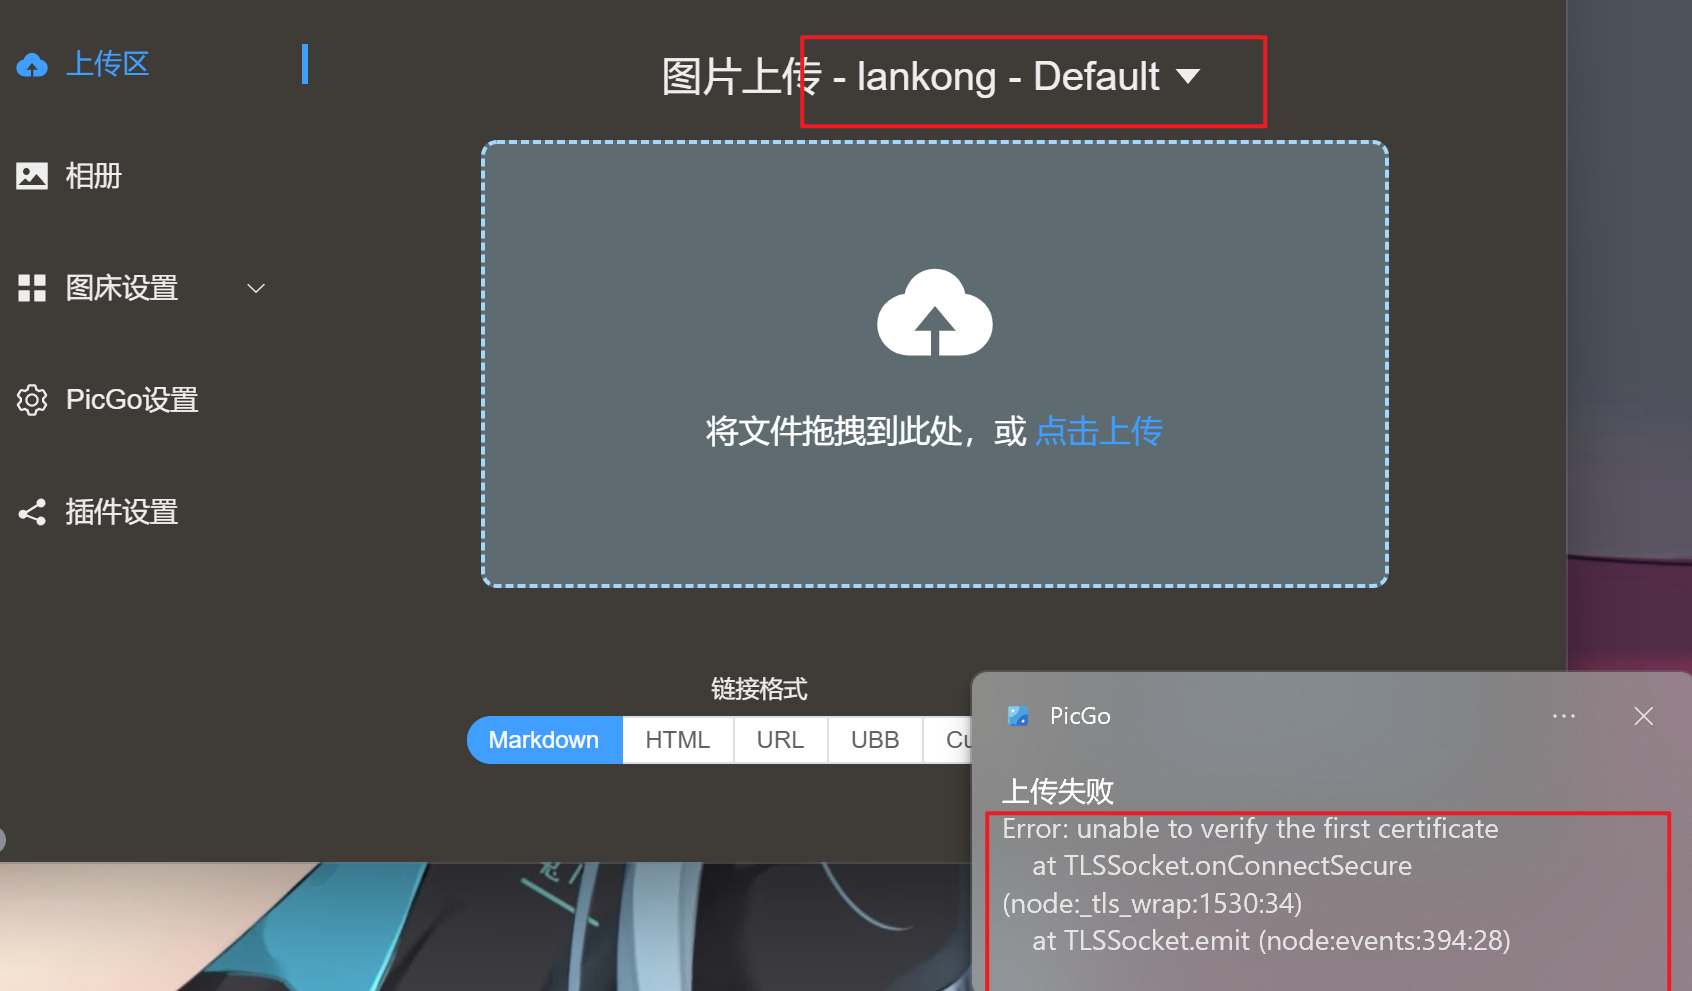 上传区
图片上传 - lankong - Default
相册
图床设置
PicGo设置
插件设置
将文件拖拽到此处，或 点击上传
链接格式
Markdown
HTML
URL
UBB
PicGo
上传失败
Error: unable to verify the first certificate
at TLSSocket.onConnectSecure
(node:_tls_wrap:1530:34)
at TLSSocket.emit (node:events:394:28)